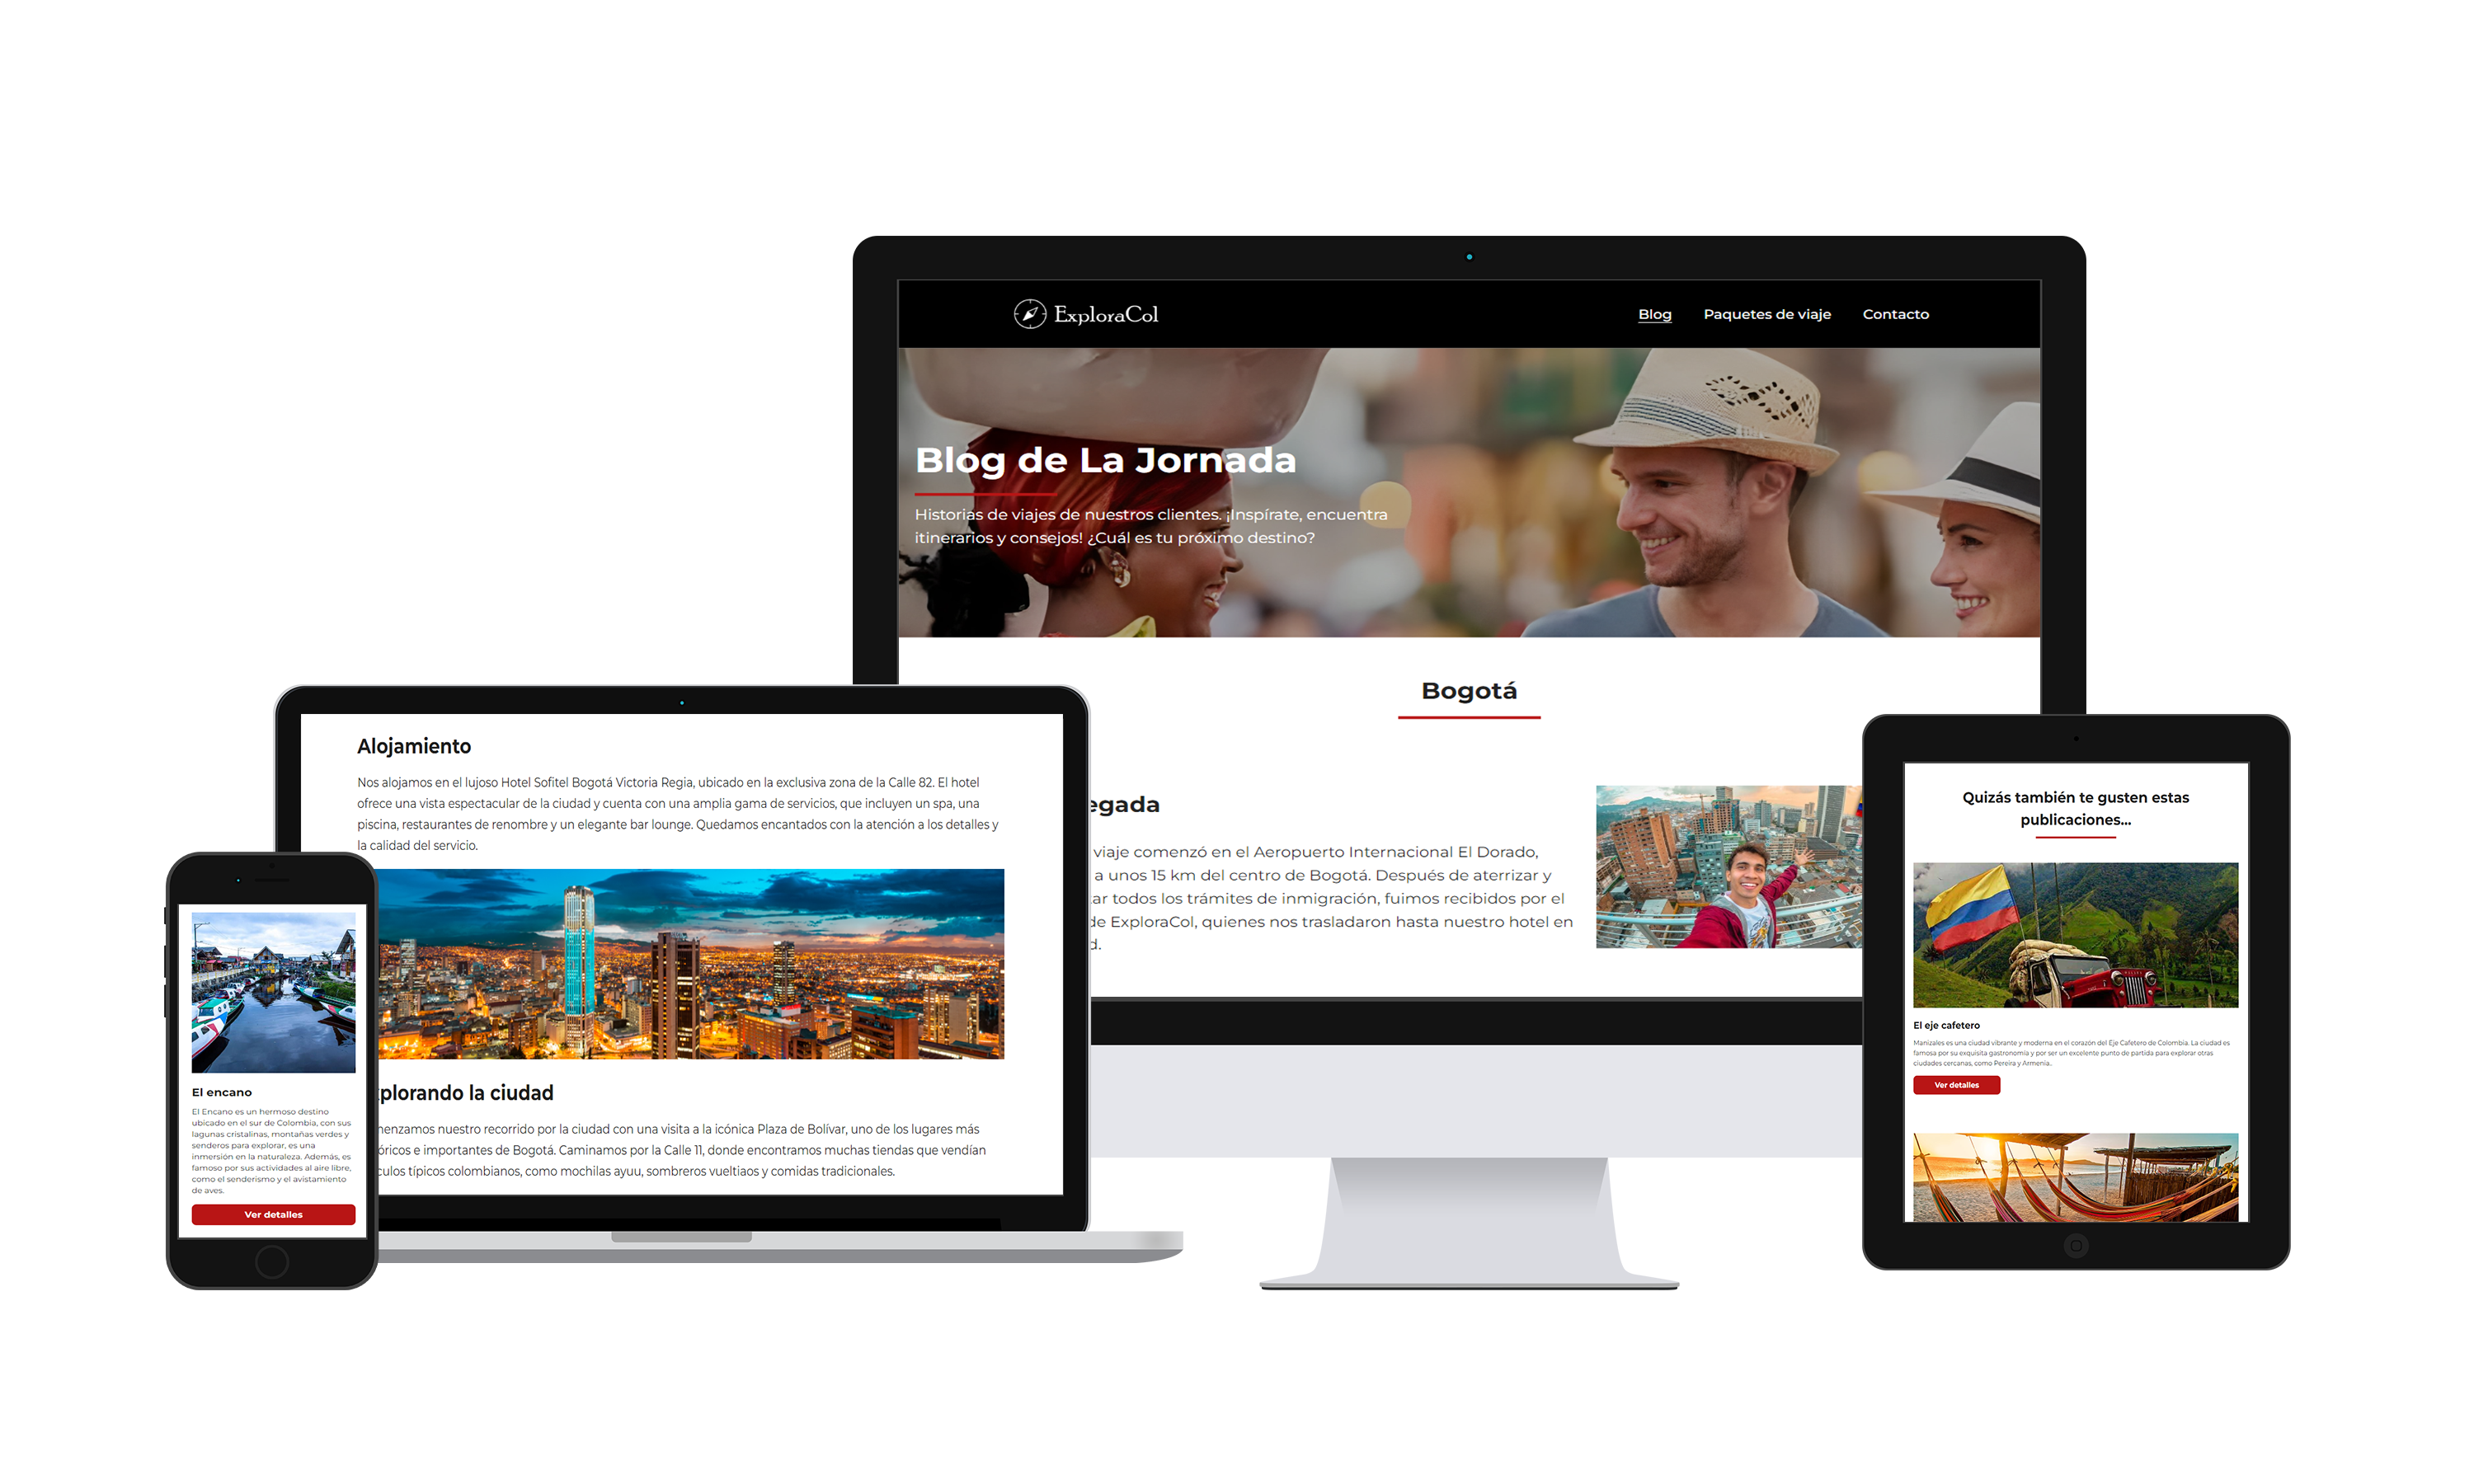 ExploraCol
Blog
Paquetes de viaje
Contacto
Blog de La Jornada
Historias de viajes de nuestros clientes. ¡Inspírate, encuentra
itinerarios y consejos! ¿Cuál es tu próximo destino?
Bogotá
egada
viaje comenzó en el Aeropuerto Internacional El Dorado,
a unos 15 km del centro de Bogotá. Después de aterrizar y
ar todos los trámites de inmigración, fuimos recibidos por el
de ExploraCol, quienes nos trasladaron hasta nuestro hotel en
d.
Alojamiento
Nos alojamos en el lujoso Hotel Sofitel Bogotá Victoria Regia, ubicado en la exclusiva zona de la Calle 82. El hotel
ofrece una vista espectacular de la ciudad y cuenta con una amplia gama de servicios, que incluyen un spa, una
piscina, restaurantes de renombre y un elegante bar lounge. Quedamos encantados con la atención a los detalles y
la calidad del servicio.
plorando la ciudad
menzamos nuestro recorrido por la ciudad con una visita a la icónica Plaza de Bolívar, uno de los lugares más
óricos e importantes de Bogotá. Caminamos por la Calle 11, donde encontramos muchas tiendas que vendían
culos típicos colombianos, como mochilas ayuu, sombreros vueltiaos y comidas tradicionales.
El encano
El Encano es un hermoso destino
ubicado en el sur de Colombia, con sus
lagunas cristalinas, montañas verdes y
senderos para explorar, es una
inmersión en la naturaleza. Además, es
famoso por sus actividades al aire libre,
como el senderismo y el avistamiento
de aves.
Ver detalles
Quizás también te gusten estas
publicaciones...
El eje cafetero
Manizales es una ciudad vibrante y moderna en el corazón del Eje Cafetero de Colombia. La ciudad es
famosa por su exquisita gastronomía y por ser un excelente punto de partida para explorar otras
ciudades cercanas, como Pereira y Armenia..
Ver detalles